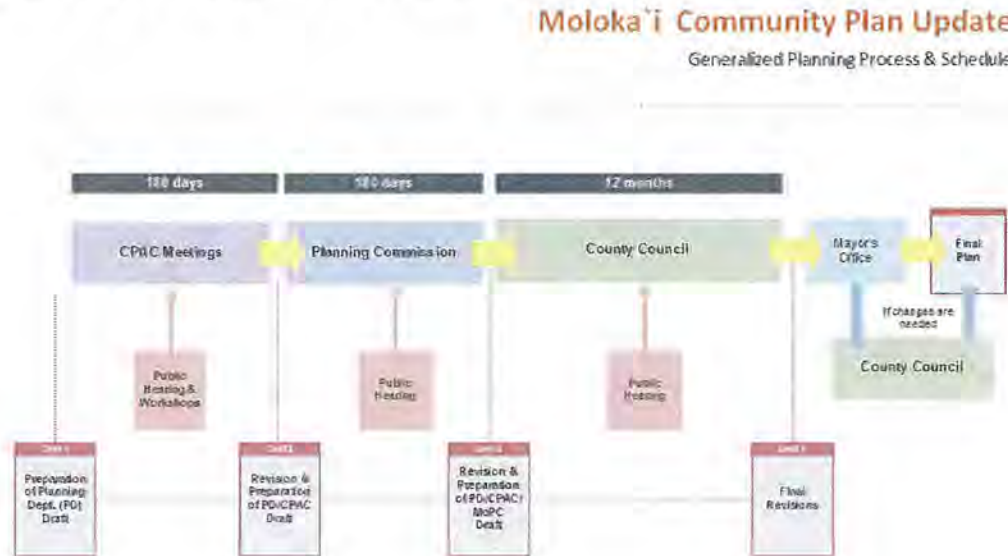 Moloka`i Community Plan Update
Generalized Planning Process & Schedule
180 days
180 days
12 months
CPAC Meetings
Planning Commission
County Council
Mayor's
Office
Final
Plan
If changes are
needed
County Council
Public
Hearing &
Workshops
Public
Hearing
Public
Hearing
Preparation
of Planning
Dept. (PD)
Draft
Revision &
Preparation
of PD/CPAC
Draft
Revision &
Preparation
of PD/CPAC/
MoPC
Draft
Final
Revisions